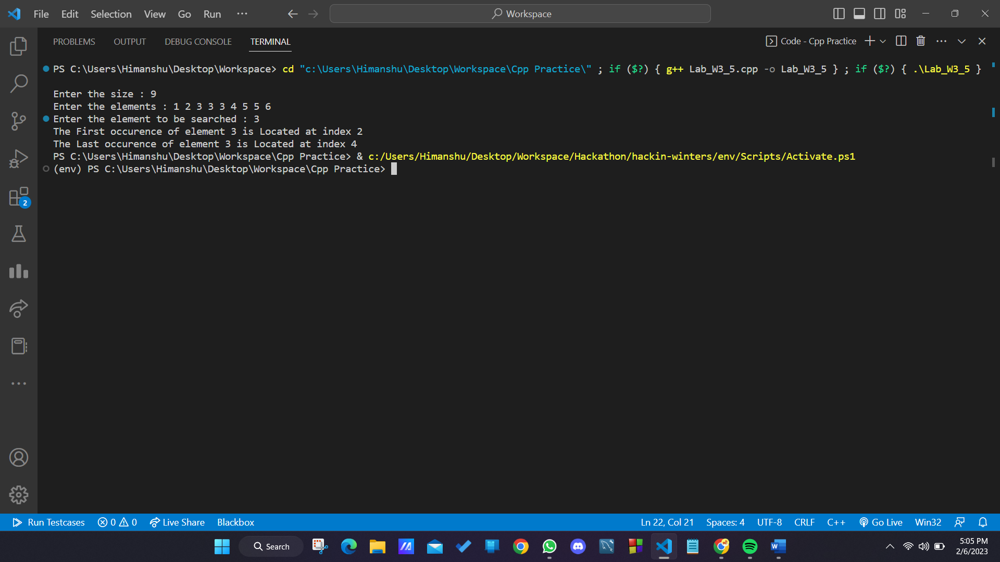 File Edit Selection View Go Run ··· Workspace
PROBLEMS OUTPUT DEBUG CONSOLE TERMINAL Code - Cpp Practice
PS C:\Users\Himanshu\Desktop\Workspace> cd "c:\Users\Himanshu\Desktop\Workspace\Cpp Practice\" ; if ($?) { g++ Lab_W3_5.cpp -o Lab_W3_5 } ; if ($?) { .\Lab_W3_5 }
Enter the size : 9
Enter the elements : 1 2 3 3 3 4 5 5 6
Enter the element to be searched : 3
The First occurence of element 3 is Located at index 2
The Last occurence of element 3 is Located at index 4
PS C:\Users\Himanshu\Desktop\Workspace\Cpp Practice> & c:/Users/Himanshu/Desktop/Workspace/Hackathon/hackin-winters/env/Scripts/Activate.ps1
(env) PS C:\Users\Himanshu\Desktop\Workspace\Cpp Practice>
2
Run Testcases 0 0 Live Share Blackbox Ln 22, Col 21 Spaces: 4 UTF-8 CRLF C++ Go Live Win32
Search
5:05 PM
2/6/2023